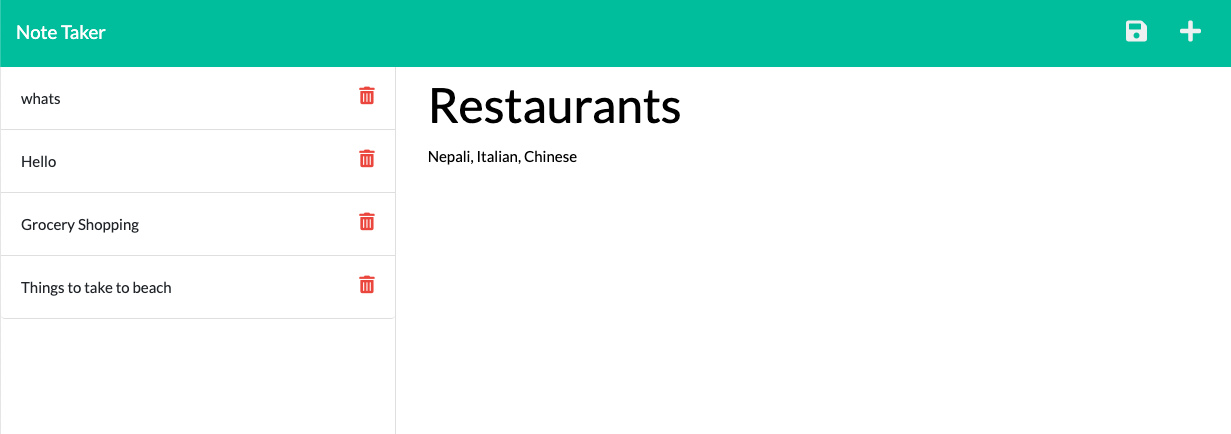 Note Taker
whats
Hello
Grocery Shopping
Things to take to beach
Restaurants
Nepali, Italian, Chinese